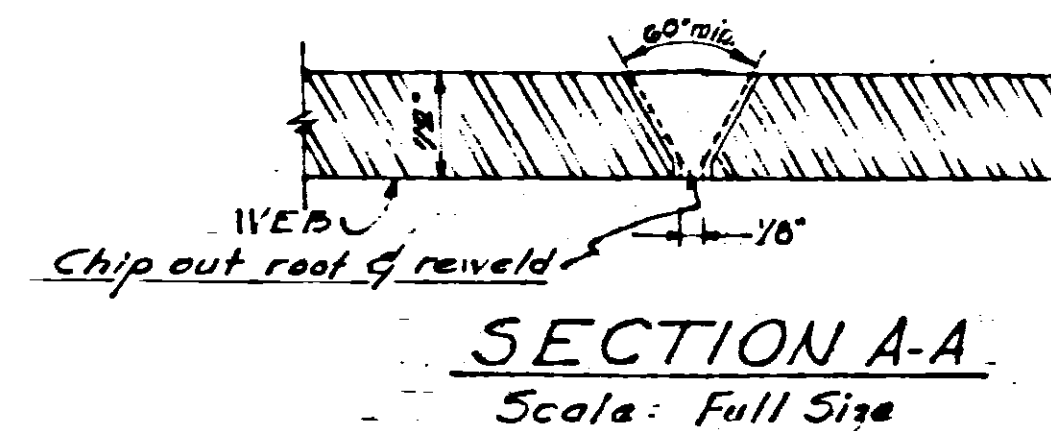 60° min.
WEB
1/8"
Chip out root & reweld
SECTION A-A
Scale: Full Size